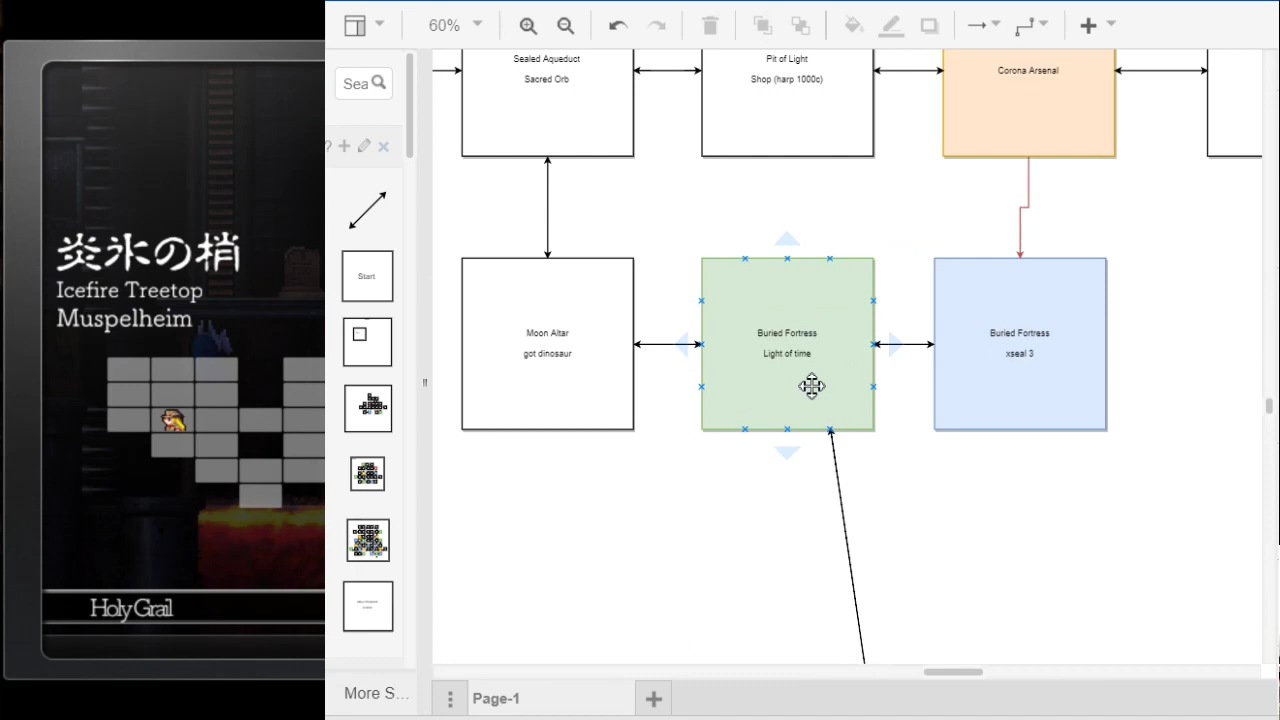 60%
Sea
?
Start
More S...
Page-1
Sealed Aqueduct
Sacred Orb
Pit of Light
Shop (harp 1000c)
Corona Arsenal
Moon Altar
got dinosaur
Buried Fortress
Light of time
Buried Fortress
xseal 3
炎氷の梢
Icefire Treetop
Muspelheim
Holy Grail